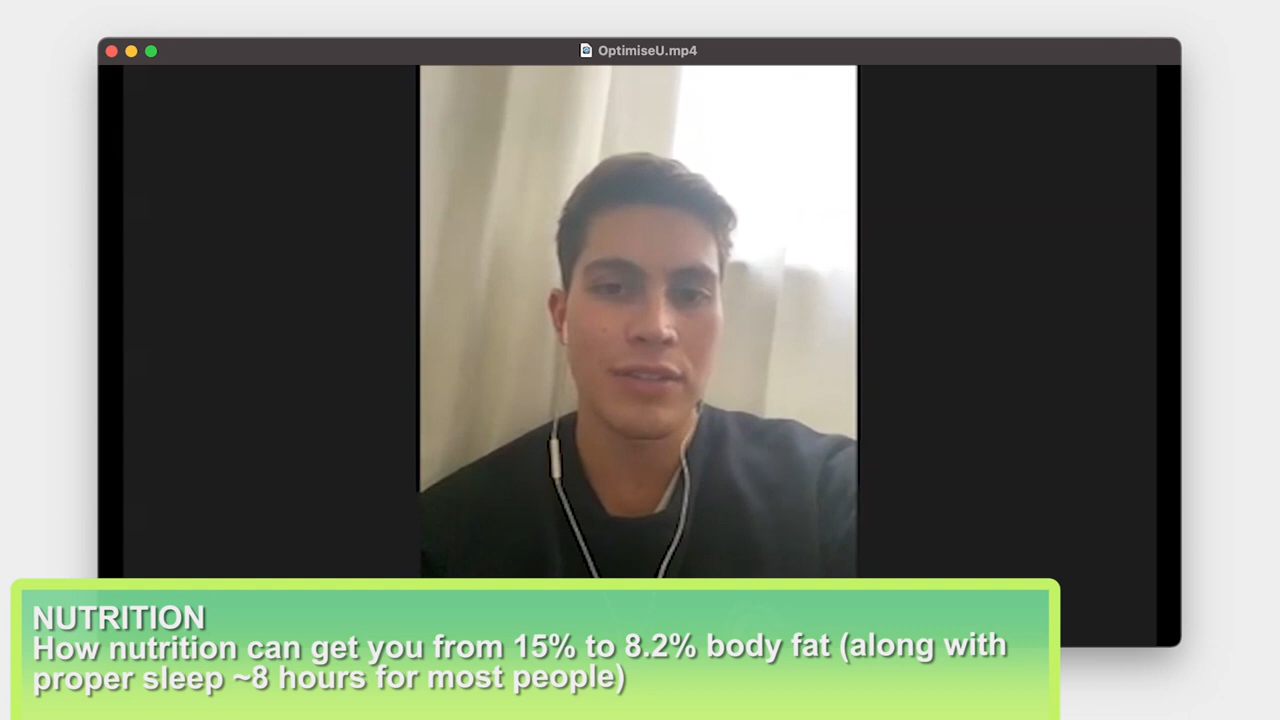 OptimiseU.mp4
NUTRITION
How nutrition can get you from 15% to 8.2% body fat (along with
proper sleep ~8 hours for most people)